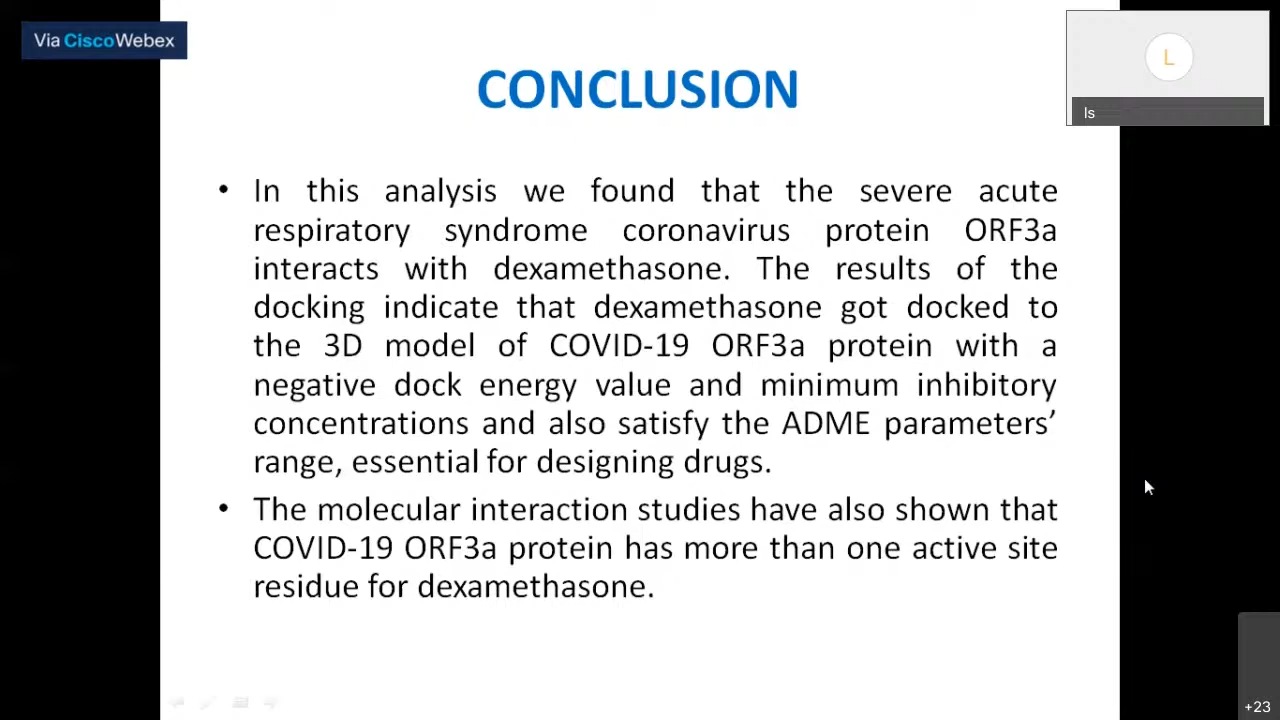 Via CiscoWebex
L
ls
CONCLUSION
• In this analysis we found that the severe acute
respiratory syndrome coronavirus protein ORF3a
interacts with dexamethasone. The results of the
docking indicate that dexamethasone got docked to
the 3D model of COVID-19 ORF3a protein with a
negative dock energy value and minimum inhibitory
concentrations and also satisfy the ADME parameters’
range, essential for designing drugs.
• The molecular interaction studies have also shown that
COVID-19 ORF3a protein has more than one active site
residue for dexamethasone.
+23